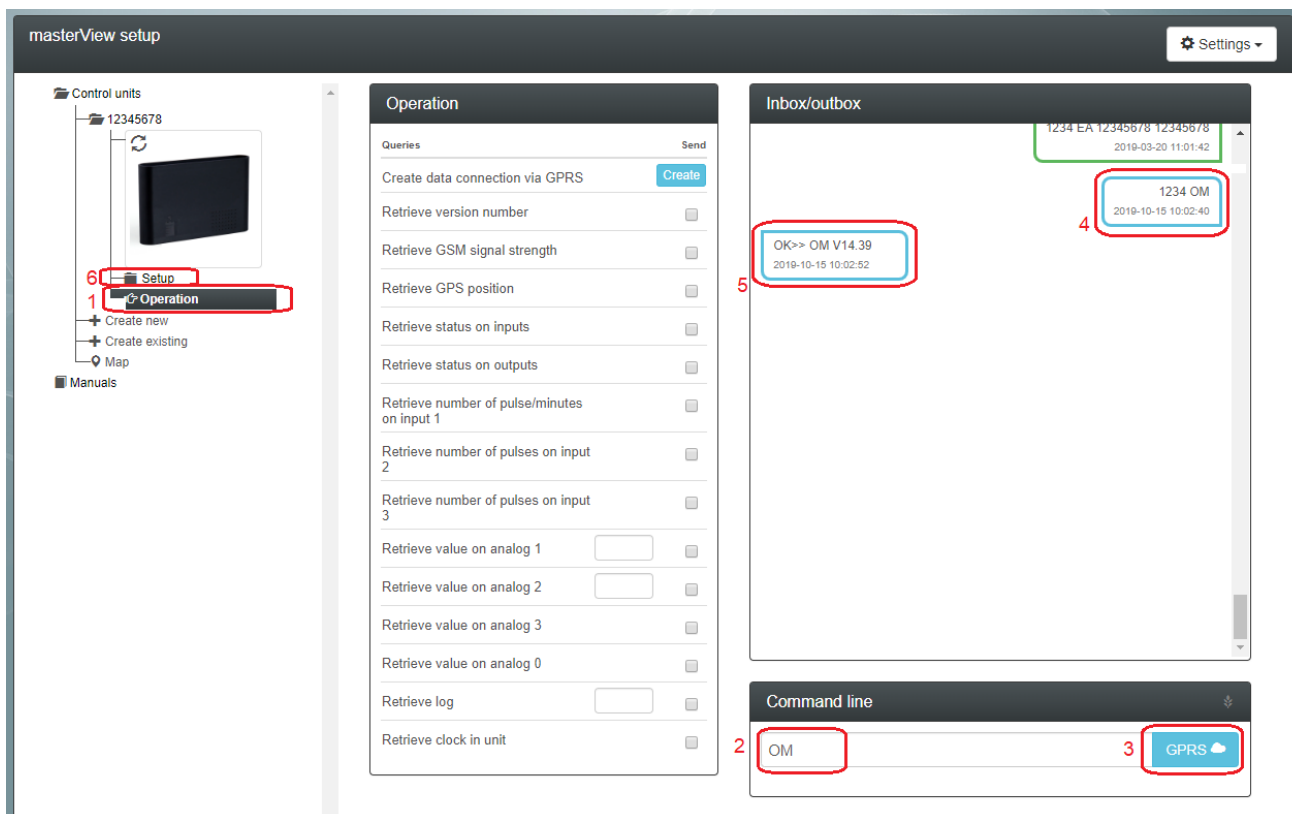 masterView setup
Settings
Control units
12345678
6
Setup
1
Operation
Create new
Create existing
Map
Manuals
Operation
Queries Send
Create data connection via GPRS Create
Retrieve version number
Retrieve GSM signal strength
Retrieve GPS position
Retrieve status on inputs
Retrieve status on outputs
Retrieve number of pulse/minutes
on input 1
Retrieve number of pulses on input
2
Retrieve number of pulses on input
3
Retrieve value on analog 1
Retrieve value on analog 2
Retrieve value on analog 3
Retrieve value on analog 0
Retrieve log
Retrieve clock in unit
Inbox/outbox
1234 EA 12345678 12345678
2019-03-20 11:01:42
1234 OM
2019-10-15 10:02:40
4
OK>> OM V14.39
2019-10-15 10:02:52
5
Command line
2
OM
3
GPRS